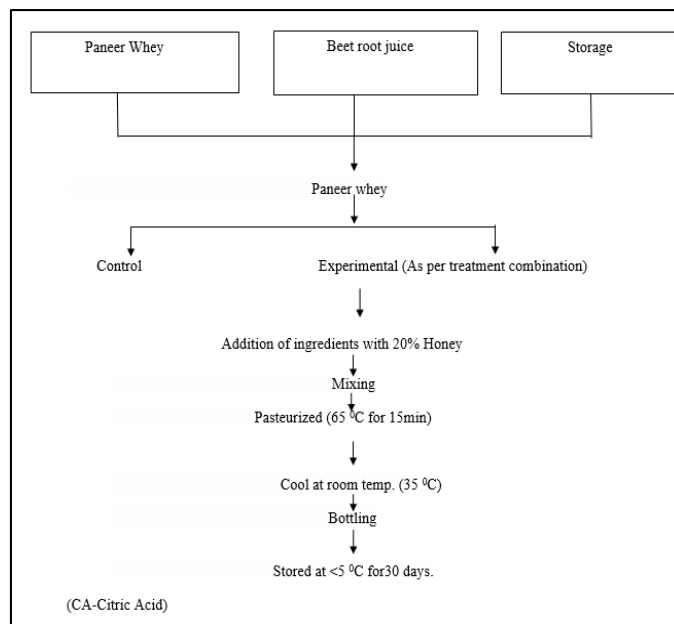 Paneer Whey
Beet root juice
Storage
Paneer whey
Control
Experimental (As per treatment combination)
Addition of ingredients with 20% Honey
Mixing
Pasteurized (65 ⁰C for 15min)
Cool at room temp. (35 ⁰C)
Bottling
Stored at <5 ⁰C for30 days.
(CA-Citric Acid)